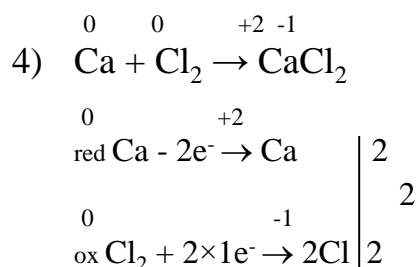 0 0 +2 -1
4) Ca + Cl₂ → CaCl₂
0 +2
red Ca - 2e⁻ → Ca | 2
2
0 -1
ox Cl₂ + 2×1e⁻ → 2Cl | 2